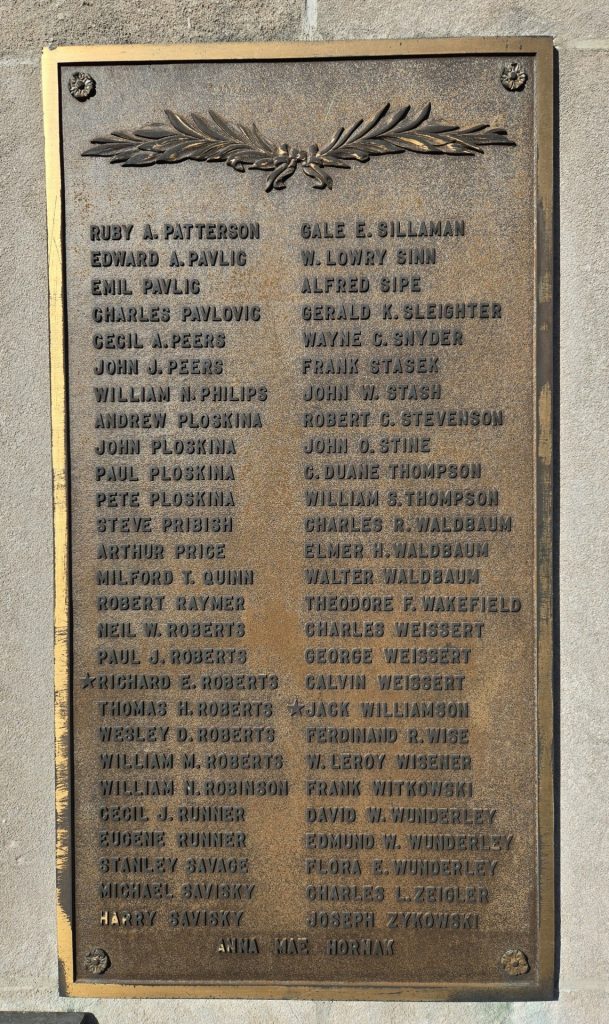 RUBY A. PATTERSON
EDWARD A. PAVLIC
EMIL PAVLIC
CHARLES PAVLOVIC
CECIL A. PEERS
JOHN J. PEERS
WILLIAM N. PHILIPS
ANDREW PLOSKINA
JOHN PLOSKINA
PAUL PLOSKINA
PETE PLOSKINA
STEVE PRIBISH
ARTHUR PRICE
MILFORD T. QUINN
ROBERT RAYMER
NEIL W. ROBERTS
PAUL J. ROBERTS
★RICHARD E. ROBERTS
THOMAS H. ROBERTS
WESLEY D. ROBERTS
WILLIAM M. ROBERTS
WILLIAM H. ROBINSON
CECIL J. RUNNER
EUGENE RUNNER
STANLEY SAVAGE
MICHAEL SAVISKY
HARRY SAVISKY
GALE E. SILLAMAN
W. LOWRY SINN
ALFRED SIPE
GERALD K. SLEIGHTER
WAYNE C. SNYDER
FRANK STASEK
JOHN W. STASH
ROBERT C. STEVENSON
JOHN O. STINE
C. DUANE THOMPSON
WILLIAM S. THOMPSON
CHARLES R. WALDBAUM
ELMER H. WALDBAUM
WALTER WALDBAUM
THEODORE F. WAKEFIELD
CHARLES WEISSERT
GEORGE WEISSERT
CALVIN WEISSERT
★JACK WILLIAMSON
FERDINAND R. WISE
W. LEROY WISENER
FRANK WITKOWSKI
DAVID W. WUNDERLEY
EDMUND W. WUNDERLEY
FLORA E. WUNDERLEY
CHARLES L. ZEIGLER
JOSEPH ZYKOWSKI
ANNA MAE HORNAK